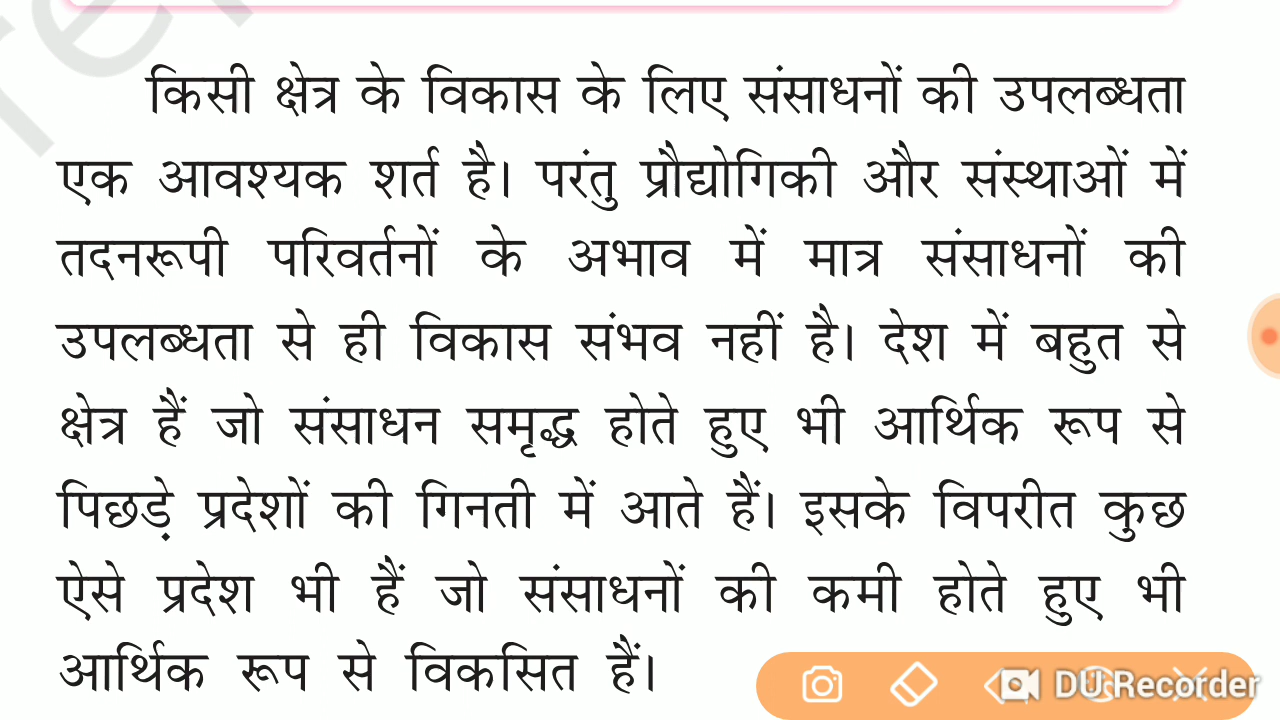 किसी क्षेत्र के विकास के लिए संसाधनों की उपलब्धता
एक आवश्यक शर्त है। परंतु प्रौद्योगिकी और संस्थाओं में
तदनरूपी परिवर्तनों के अभाव में मात्र संसाधनों की
उपलब्धता से ही विकास संभव नहीं है। देश में बहुत से
क्षेत्र हैं जो संसाधन समृद्ध होते हुए भी आर्थिक रूप से
पिछड़े प्रदेशों की गिनती में आते हैं। इसके विपरीत कुछ
ऐसे प्रदेश भी हैं जो संसाधनों की कमी होते हुए भी
आर्थिक रूप से विकसित हैं।
DU Recorder